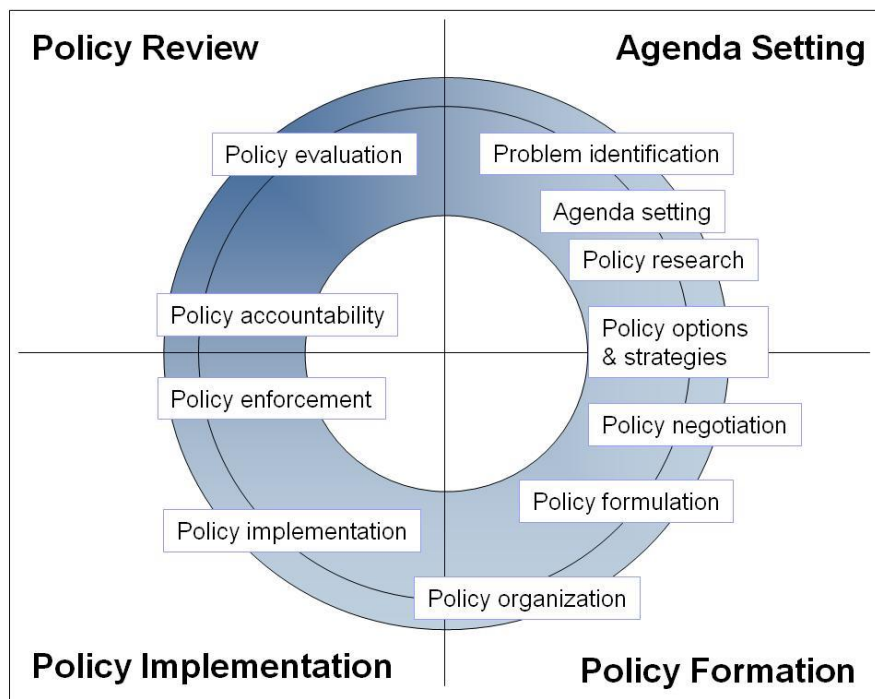 Policy Review
Agenda Setting
Policy evaluation
Problem identification
Agenda setting
Policy research
Policy accountability
Policy options
& strategies
Policy enforcement
Policy negotiation
Policy formulation
Policy implementation
Policy organization
Policy Implementation
Policy Formation